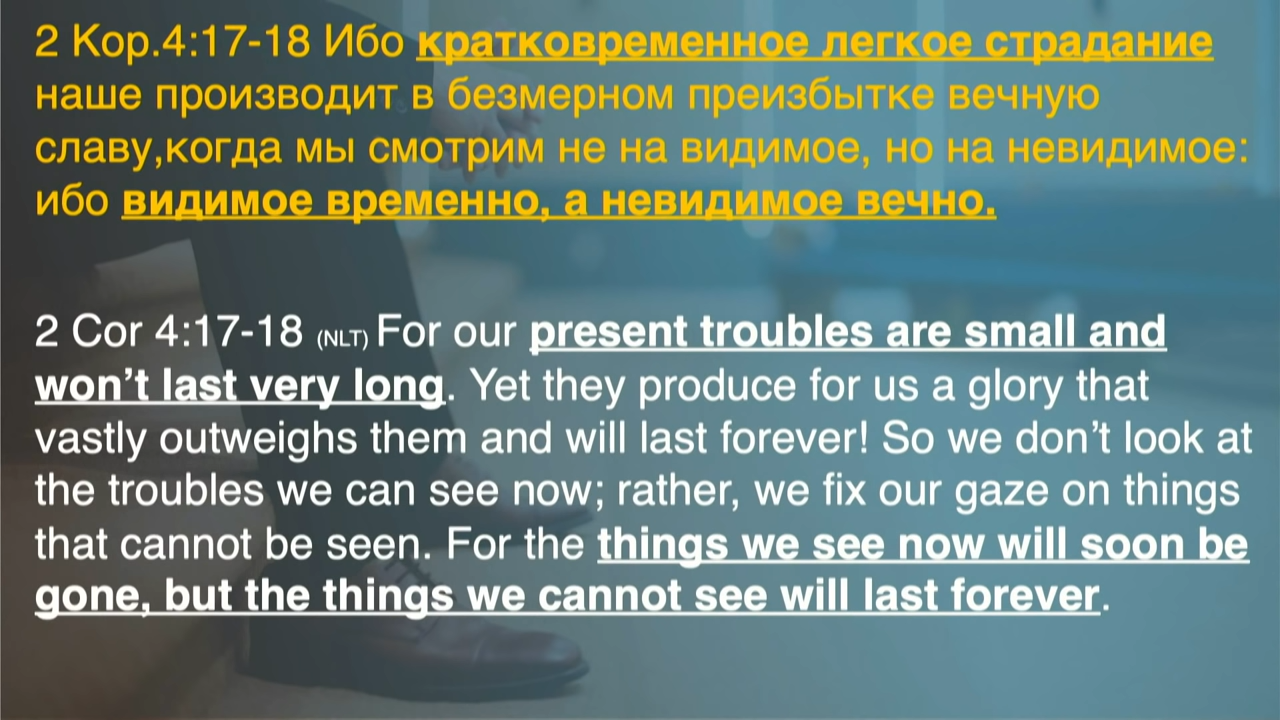 2 Кор.4:17-18 Ибо кратковременное легкое страдание
наше производит в безмерном преизбытке вечную
славу,когда мы смотрим не на видимое, но на невидимое:
ибо видимое временно, а невидимое вечно.
2 Cor 4:17-18 (NLT) For our present troubles are small and
won’t last very long. Yet they produce for us a glory that
vastly outweighs them and will last forever! So we don’t look at
the troubles we can see now; rather, we fix our gaze on things
that cannot be seen. For the things we see now will soon be
gone, but the things we cannot see will last forever.